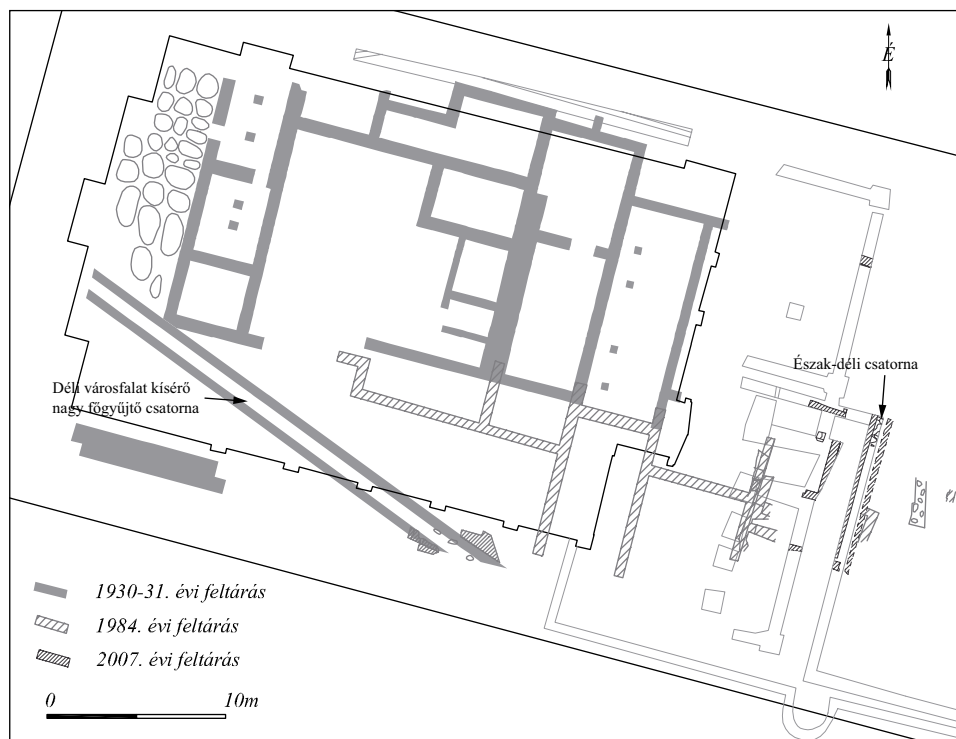 É
Észak-déli csatorna
Déli városfalat kísérő
nagy főgyűjtő csatorna
1930-31. évi feltárás
1984. évi feltárás
2007. évi feltárás
0 10m